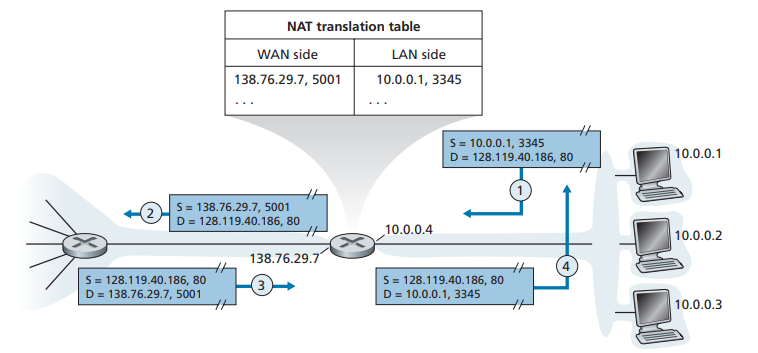 NAT translation table
WAN side
LAN side
138.76.29.7, 5001
10.0.0.1, 3345
. . .
. . .
S = 10.0.0.1, 3345
D = 128.119.40.186, 80
10.0.0.1
1
S = 138.76.29.7, 5001
D = 128.119.40.186, 80
2
10.0.0.4
10.0.0.2
138.76.29.7
4
S = 128.119.40.186, 80
D = 138.76.29.7, 5001
3
S = 128.119.40.186, 80
D = 10.0.0.1, 3345
10.0.0.3